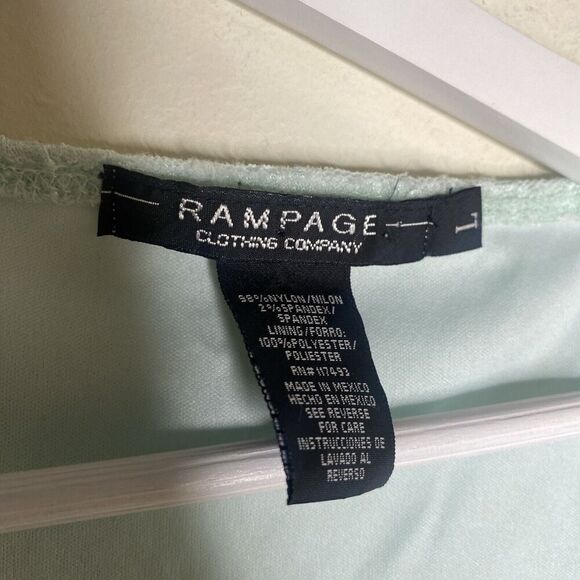 RAMPAGE
CLOTHING COMPANY
L
98%NYLON/NILON
2%SPANDEX/
SPANDEX
LINING/FORRO:
100%POLYESTER/
POLIESTER
RN# 117493
MADE IN MEXICO
HECHO EN MEXICO
SEE REVERSE
FOR CARE
INSTRUCCIONES DE
LAVADO AL
REVERSO